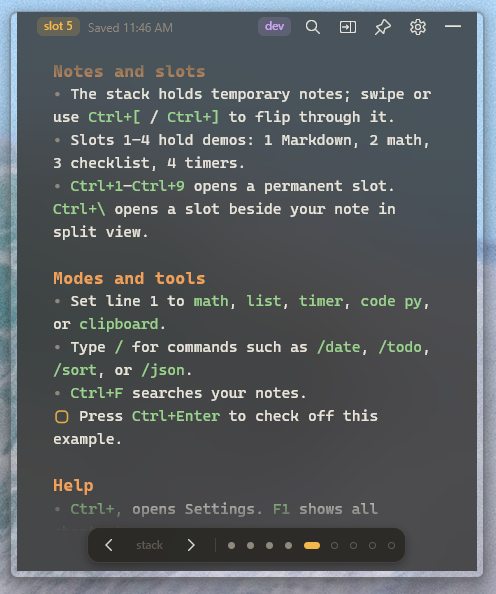 slot 5 Saved 11:46 AM dev
Notes and slots
• The stack holds temporary notes; swipe or
use Ctrl+[ / Ctrl+] to flip through it.
• Slots 1–4 hold demos: 1 Markdown, 2 math,
3 checklist, 4 timers.
• Ctrl+1–Ctrl+9 opens a permanent slot.
Ctrl+\ opens a slot beside your note in
split view.
Modes and tools
• Set line 1 to math, list, timer, code py,
or clipboard.
• Type / for commands such as /date, /todo,
/sort, or /json.
• Ctrl+F searches your notes.
Press Ctrl+Enter to check off this
example.
Help
• Ctrl+, opens Settings. F1 shows all
stack